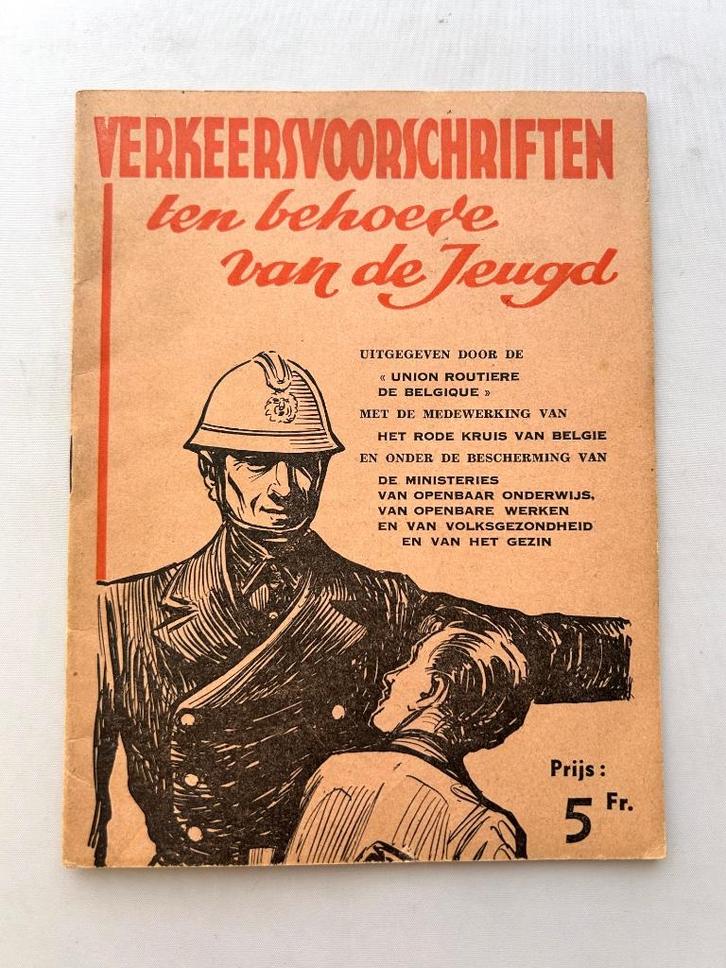 VERKEERSVOORSCHRIFTEN
ten behoeve
van de Jeugd
UITGEGEVEN DOOR DE
« UNION ROUTIERE
DE BELGIQUE »
MET DE MEDEWERKING VAN
HET RODE KRUIS VAN BELGIE
EN ONDER DE BESCHERMING VAN
DE MINISTERIES
VAN OPENBAAR ONDERWIJS,
VAN OPENBARE WERKEN
EN VAN VOLKSGEZONDHEID
EN VAN HET GEZIN
Prijs :
5 Fr.